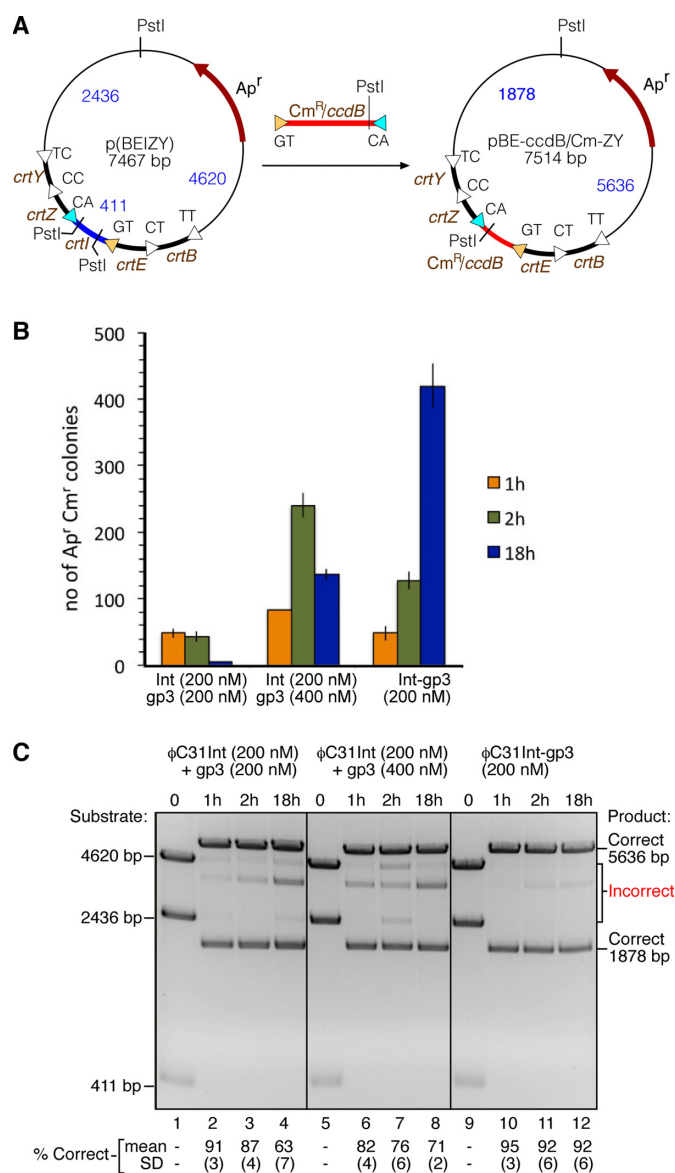 A
PstI
Apʳ
2436
p(BEIZY)
7467 bp
4620
TC
crtY
CC
crtZ
CA
411
PstI
crtI
PstI
GT
CT
TT
crtE
crtB
PstI
Cmᴿ/ccdB
GT
CA
PstI
Apʳ
1878
pBE-ccdB/Cm-ZY
7514 bp
5636
TC
crtY
CC
crtZ
CA
PstI
GT
CT
TT
Cmᴿ/ccdB
crtE
crtB
B
no of Apʳ Cmʳ colonies
500
400
300
200
100
0
1h
2h
18h
Int (200 nM)
gp3 (200 nM)
Int (200 nM)
gp3 (400 nM)
Int-gp3
(200 nM)
C
ϕC31Int (200 nM)
+ gp3 (200 nM)
ϕC31Int (200 nM)
+ gp3 (400 nM)
ϕC31Int-gp3
(200 nM)
Substrate:
0 1h 2h 18h 0 1h 2h 18h 0 1h 2h 18h
Product:
4620 bp
2436 bp
411 bp
Correct
5636 bp
Incorrect
Correct
1878 bp
1 2 3 4 5 6 7 8 9 10 11 12
% Correct
mean - 91 87 63 - 82 76 71 - 95 92 92
SD - (3) (4) (7) - (4) (6) (2) - (3) (6) (6)